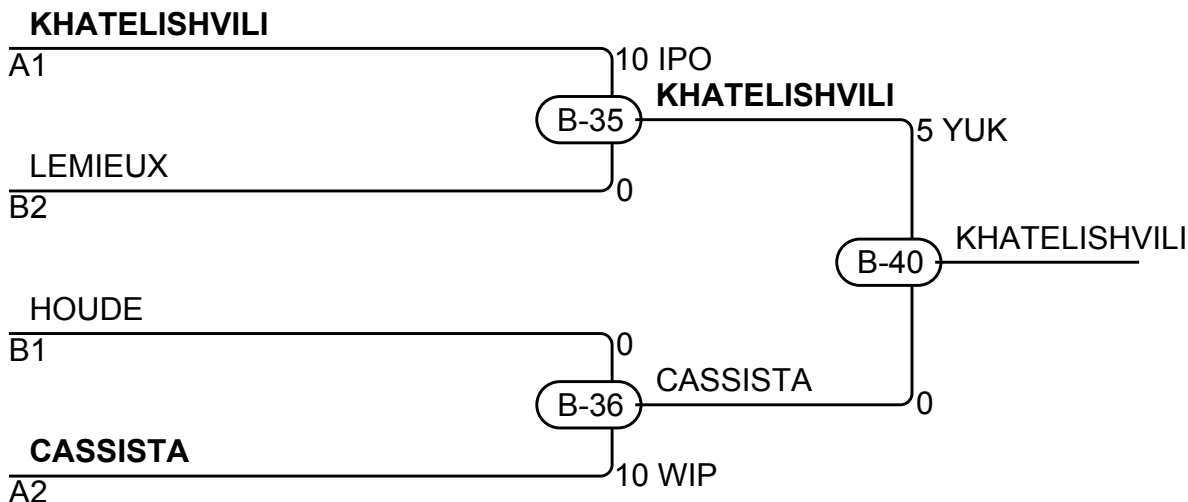 KHATELISHVILI
A1
10 IPO
B-35
KHATELISHVILI
5 YUK
LEMIEUX
B2
0
B-40
KHATELISHVILI
HOUDE
B1
0
B-36
CASSISTA
0
CASSISTA
A2
10 WIP